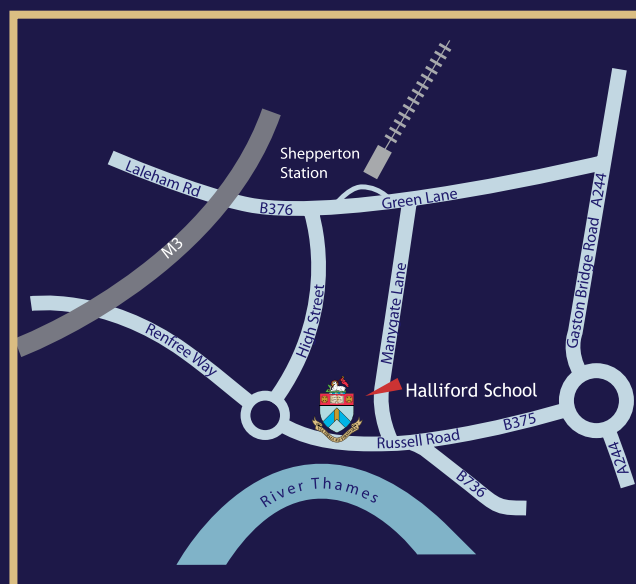 Shepperton
Station
Laleham Rd
B376
Green Lane
A244
M3
Gaston Bridge Road
High Street
Manygate Lane
Renfree Way
Halliford School
Russell Road
B375
B736
A244
River Thames